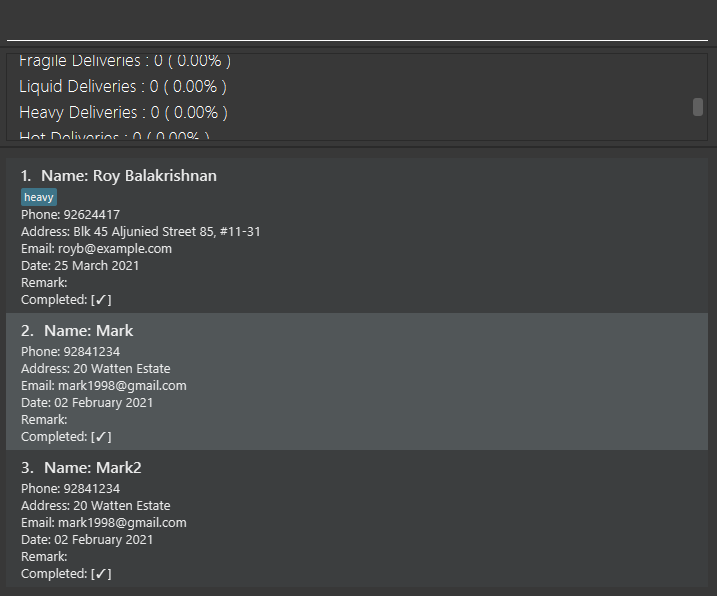 Fragile Deliveries : 0 ( 0.00% )
Liquid Deliveries : 0 ( 0.00% )
Heavy Deliveries : 0 ( 0.00% )
Hot Deliveries : 0 ( 0.00% )
1. Name: Roy Balakrishnan
heavy
Phone: 92624417
Address: Blk 45 Aljunied Street 85, #11-31
Email: royb@example.com
Date: 25 March 2021
Remark:
Completed: [✓]
2. Name: Mark
Phone: 92841234
Address: 20 Watten Estate
Email: mark1998@gmail.com
Date: 02 February 2021
Remark:
Completed: [✓]
3. Name: Mark2
Phone: 92841234
Address: 20 Watten Estate
Email: mark1998@gmail.com
Date: 02 February 2021
Remark:
Completed: [✓]